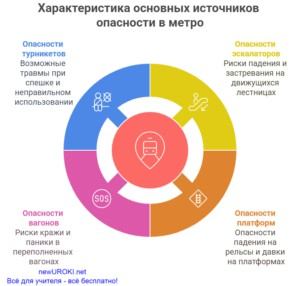 Характеристика основных источников
опасности в метро
Опасности
турникетов
Возможные
травмы при
спешке и
неправильном
использовании
Опасности
эскалаторов
Риски падения и
застревания на
движущихся
лестницах
SOS
Опасности
вагонов
Риски кражи и
паники в
переполненных
вагонах
Опасности
платформ
Опасности
падения на
рельсы и давки
на платформах
newUROKI.net
Всё для учителя - всё бесплатно!